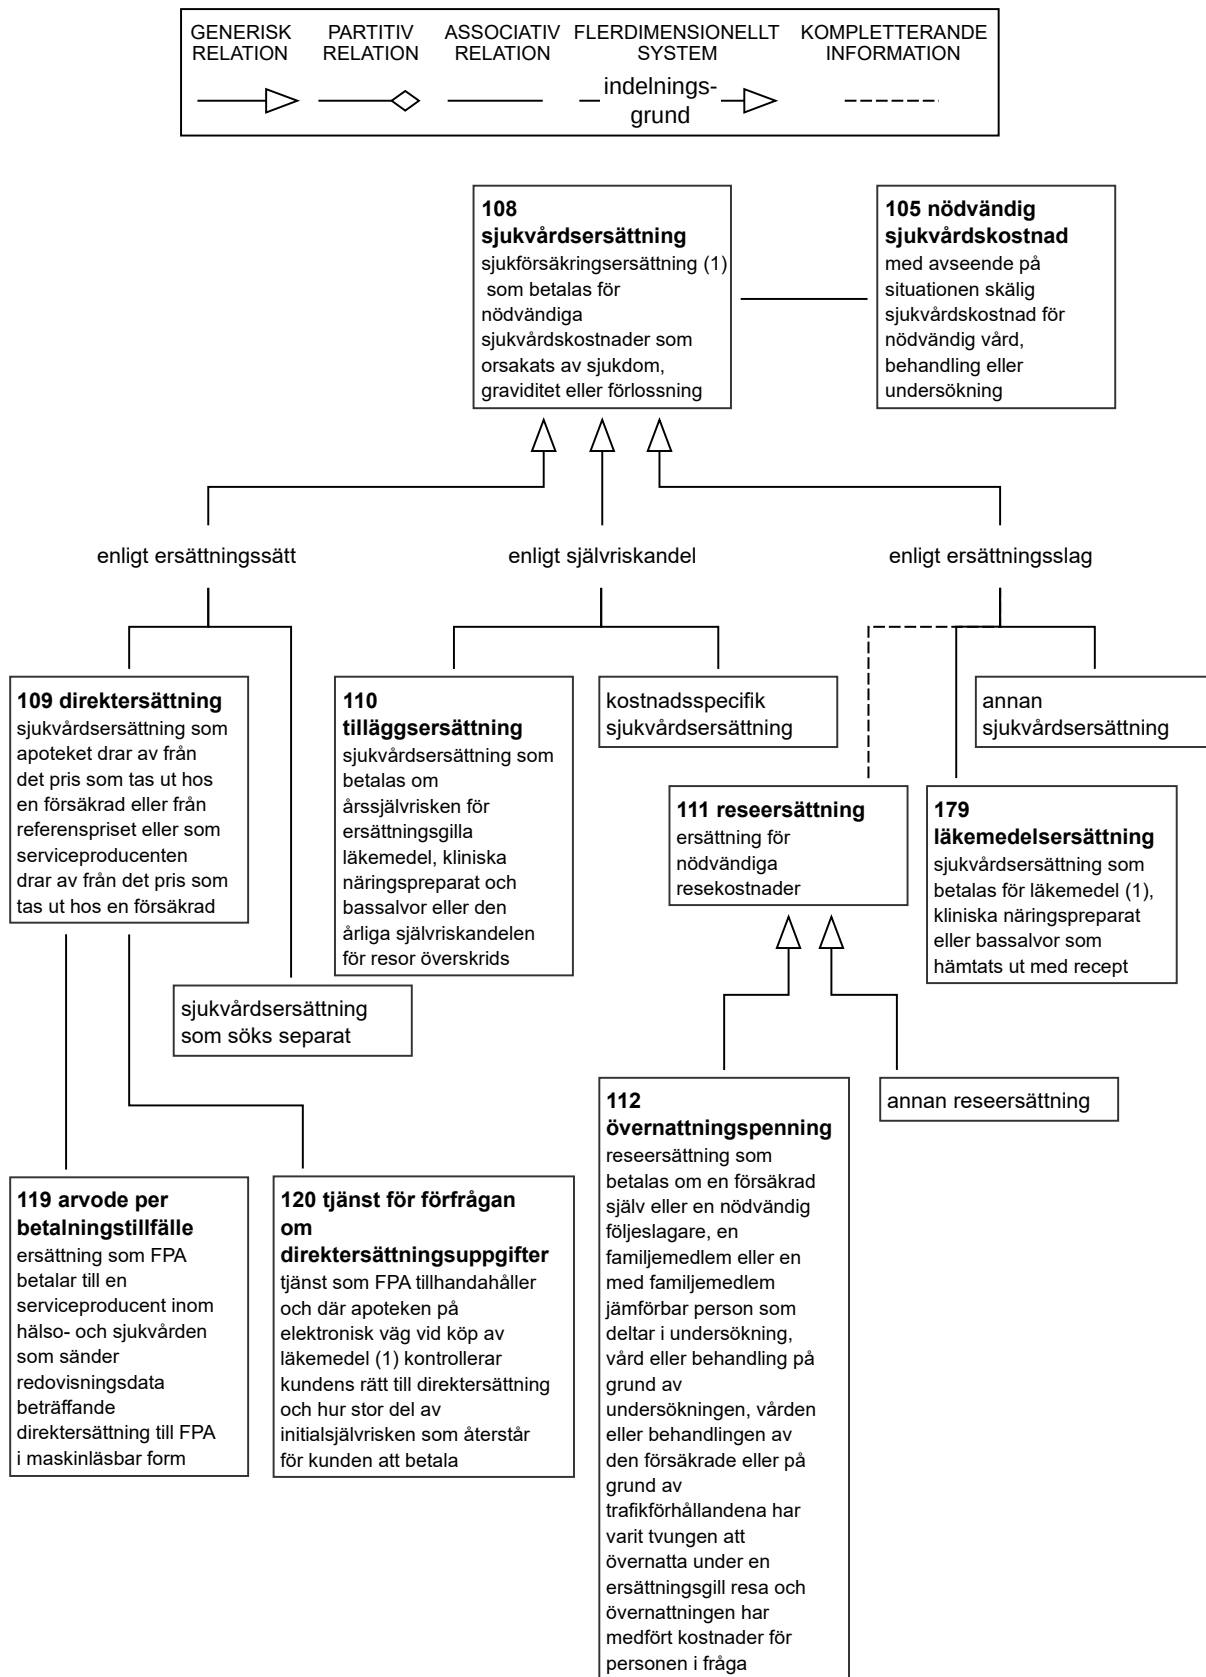 GENERISK
RELATION
PARTITIV
RELATION
ASSOCIATIV
RELATION
FLERDIMENSIONELLT
SYSTEM
indelnings-
grund
KOMPLETTERANDE
INFORMATION
108
sjukvårdsersättning
sjukförsäkringsersättning (1)
som betalas för
nödvändiga
sjukvårdskostnader som
orsakats av sjukdom,
graviditet eller förlossning
105 nödvändig
sjukvårdskostnad
med avseende på
situationen skälig
sjukvårdskostnad för
nödvändig vård,
behandling eller
undersökning
enligt ersättningssätt
enligt självriskandel
enligt ersättningsslag
109 direktersättning
sjukvårdsersättning som
apoteket drar av från
det pris som tas ut hos
en försäkrad eller från
referenspriset eller som
serviceproducenten
drar av från det pris som
tas ut hos en försäkrad
110
tilläggsersättning
sjukvårdsersättning som
betalas om
årssjälvrisken för
ersättningsgilla
läkemedel, kliniska
näringspreparat och
bassalvor eller den
årliga självriskandelen
för resor överskrids
kostnadsspecifik
sjukvårdsersättning
annan
sjukvårdsersättning
111 reseersättning
ersättning för
nödvändiga
resekostnader
179
läkemedelsersättning
sjukvårdsersättning som
betalas för läkemedel (1),
kliniska näringspreparat
eller bassalvor som
hämtats ut med recept
sjukvårdsersättning
som söks separat
112
övernattningspenning
reseersättning som
betalas om en försäkrad
själv eller en nödvändig
följeslagare, en
familjemedlem eller en
med familjemedlem
jämförbar person som
deltar i undersökning,
vård eller behandling på
grund av
undersökningen, vården
eller behandlingen av
den försäkrade eller på
grund av
trafikförhållandena har
varit tvungen att
övernatta under en
ersättningsgill resa och
övernattningen har
medfört kostnader för
personen i fråga
annan reseersättning
119 arvode per
betalningstillfälle
ersättning som FPA
betalar till en
serviceproducent inom
hälso- och sjukvården
som sänder
redovisningsdata
beträffande
direktersättning till FPA
i maskinläsbar form
120 tjänst för förfrågan
om
direktersättningsuppgifter
tjänst som FPA tillhandahåller
och där apoteken på
elektronisk väg vid köp av
läkemedel (1) kontrollerar
kundens rätt till direktersättning
och hur stor del av
initialsjälvrisken som återstår
för kunden att betala